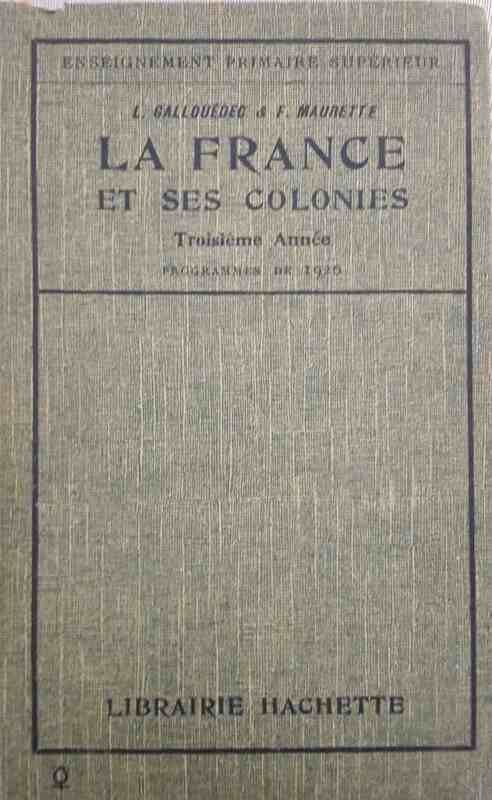 ENSEIGNEMENT PRIMAIRE SUPÉRIEUR
L. GALLOUÉDEC & F. MAURETTE
LA FRANCE
ET SES COLONIES
Troisième Année
PROGRAMMES DE 1920
LIBRAIRIE HACHETTE